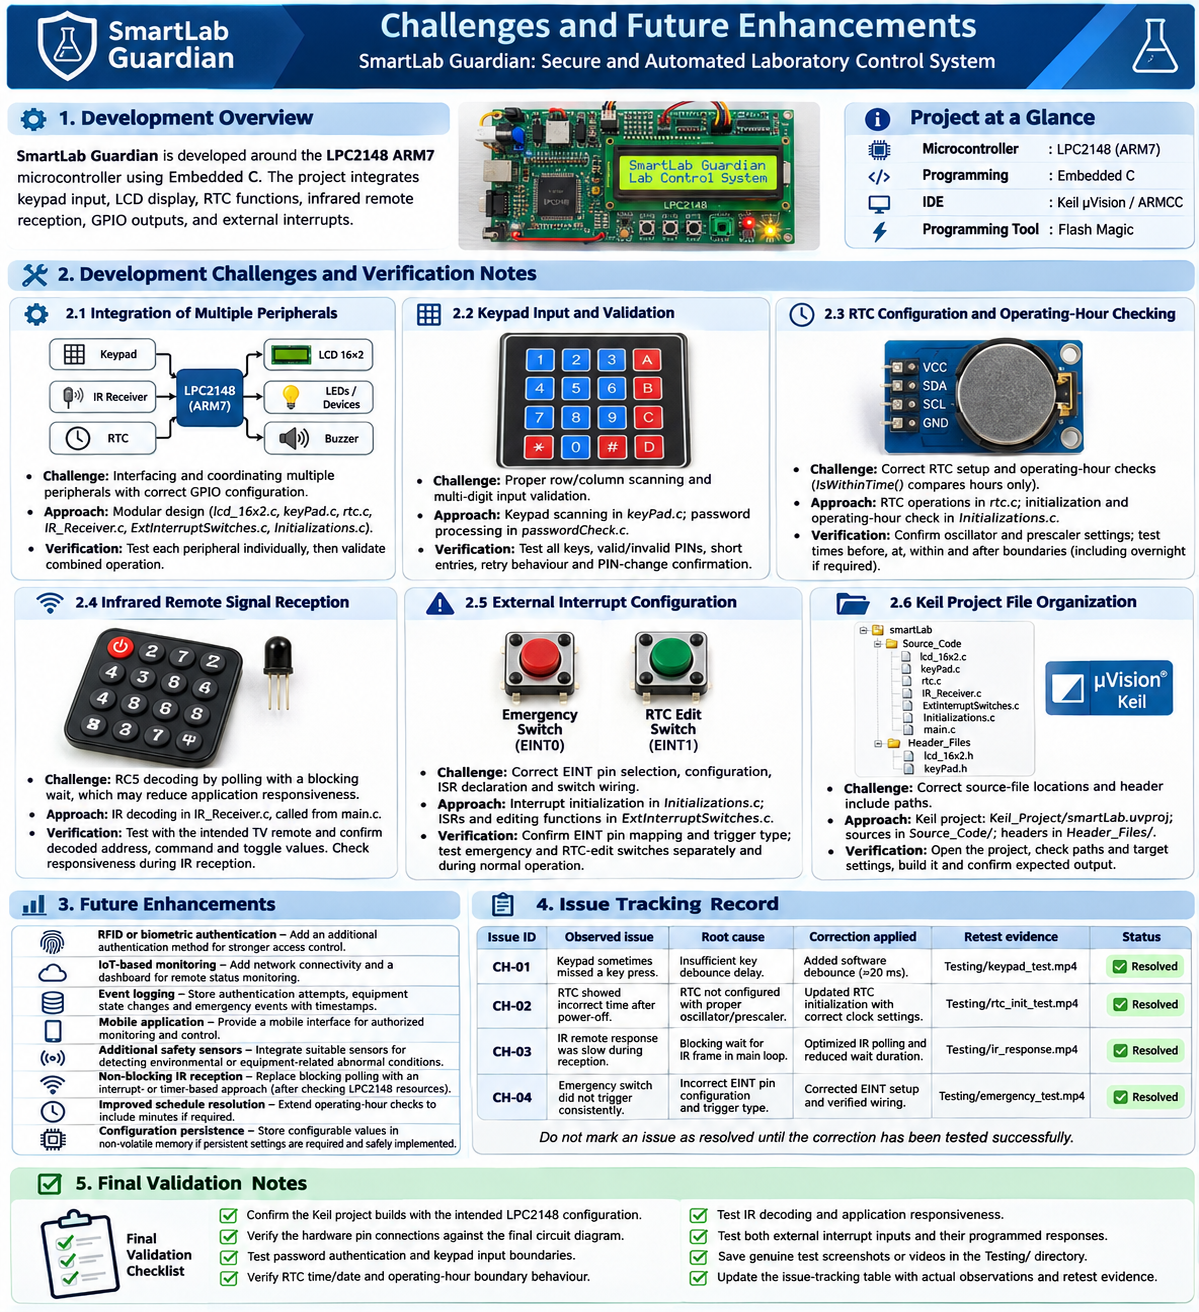 SmartLab
Guardian
Challenges and Future Enhancements
SmartLab Guardian: Secure and Automated Laboratory Control System
1. Development Overview
SmartLab Guardian is developed around the LPC2148 ARM7
microcontroller using Embedded C. The project integrates
keypad input, LCD display, RTC functions, infrared remote
reception, GPIO outputs, and external interrupts.
SmartLab Guardian
Lab Control System
LPC2148
Project at a Glance
Microcontroller : LPC2148 (ARM7)
Programming : Embedded C
IDE : Keil µVision / ARMCC
Programming Tool : Flash Magic
2. Development Challenges and Verification Notes
2.1 Integration of Multiple Peripherals
Keypad
IR Receiver
RTC
LPC2148
(ARM7)
LCD 16×2
LEDs /
Devices
Buzzer
• Challenge: Interfacing and coordinating multiple
peripherals with correct GPIO configuration.
• Approach: Modular design (lcd_16x2.c, keyPad.c, rtc.c,
IR_Receiver.c, ExtInterruptSwitches.c, Initializations.c).
• Verification: Test each peripheral individually, then validate
combined operation.
2.2 Keypad Input and Validation
1 2 3 A
4 5 6 B
7 8 9 C
* 0 # D
• Challenge: Proper row/column scanning and
multi-digit input validation.
• Approach: Keypad scanning in keyPad.c; password
processing in passwordCheck.c.
• Verification: Test all keys, valid/invalid PINs, short
entries, retry behaviour and PIN-change confirmation.
2.3 RTC Configuration and Operating-Hour Checking
VCC
SDA
SCL
GND
• Challenge: Correct RTC setup and operating-hour checks
(IsWithinTime() compares hours only).
• Approach: RTC operations in rtc.c; initialization and
operating-hour check in Initializations.c.
• Verification: Confirm oscillator and prescaler settings; test
times before, at, within and after boundaries (including overnight
if required).
2.4 Infrared Remote Signal Reception
2 7 2
4 3 8 6
4 8 6 8
8 3 7
• Challenge: RC5 decoding by polling with a blocking
wait, which may reduce application responsiveness.
• Approach: IR decoding in IR_Receiver.c, called from main.c.
• Verification: Test with the intended TV remote and confirm
decoded address, command and toggle values. Check
responsiveness during IR reception.
2.5 External Interrupt Configuration
Emergency
Switch
(EINT0)
RTC Edit
Switch
(EINT1)
• Challenge: Correct EINT pin selection, configuration,
ISR declaration and switch wiring.
• Approach: Interrupt initialization in Initializations.c;
ISRs and editing functions in ExtInterruptSwitches.c.
• Verification: Confirm EINT pin mapping and trigger type;
test emergency and RTC-edit switches separately and
during normal operation.
2.6 Keil Project File Organization
smartLab
Source_Code
lcd_16x2.c
keyPad.c
rtc.c
IR_Receiver.c
ExtInterruptSwitches.c
Initializations.c
main.c
Header_Files
lcd_16x2.h
keyPad.h
µVision®
Keil
• Challenge: Correct source-file locations and header
include paths.
• Approach: Keil project: Keil_Project/smartLab.uvproj;
sources in Source_Code/; headers in Header_Files/.
• Verification: Open the project, check paths and target
settings, build it and confirm expected output.
3. Future Enhancements
RFID or biometric authentication – Add an additional
authentication method for stronger access control.
IoT-based monitoring – Add network connectivity and a
dashboard for remote status monitoring.
Event logging – Store authentication attempts, equipment
state changes and emergency events with timestamps.
Mobile application – Provide a mobile interface for authorized
monitoring and control.
Additional safety sensors – Integrate suitable sensors for
detecting environmental or equipment-related abnormal conditions.
Non-blocking IR reception – Replace blocking polling with an
interrupt- or timer-based approach (after checking LPC2148 resources).
Improved schedule resolution – Extend operating-hour checks to
include minutes if required.
Configuration persistence – Store configurable values in
non-volatile memory if persistent settings are required and safely implemented.
4. Issue Tracking Record
Issue ID Observed issue Root cause Correction applied Retest evidence Status
CH-01 Keypad sometimes missed a key press. Insufficient key debounce delay. Added software debounce (≈20 ms). Testing/keypad_test.mp4 Resolved
CH-02 RTC showed incorrect time after power-off. RTC not configured with proper oscillator/prescaler. Updated RTC initialization with correct clock settings. Testing/rtc_init_test.mp4 Resolved
CH-03 IR remote response was slow during reception. Blocking wait for IR frame in main loop. Optimized IR polling and reduced wait duration. Testing/ir_response.mp4 Resolved
CH-04 Emergency switch did not trigger consistently. Incorrect EINT pin configuration and trigger type. Corrected EINT setup and verified wiring. Testing/emergency_test.mp4 Resolved
Do not mark an issue as resolved until the correction has been tested successfully.
5. Final Validation Notes
Final
Validation
Checklist
Confirm the Keil project builds with the intended LPC2148 configuration.
Verify the hardware pin connections against the final circuit diagram.
Test password authentication and keypad input boundaries.
Verify RTC time/date and operating-hour boundary behaviour.
Test IR decoding and application responsiveness.
Test both external interrupt inputs and their programmed responses.
Save genuine test screenshots or videos in the Testing/ directory.
Update the issue-tracking table with actual observations and retest evidence.